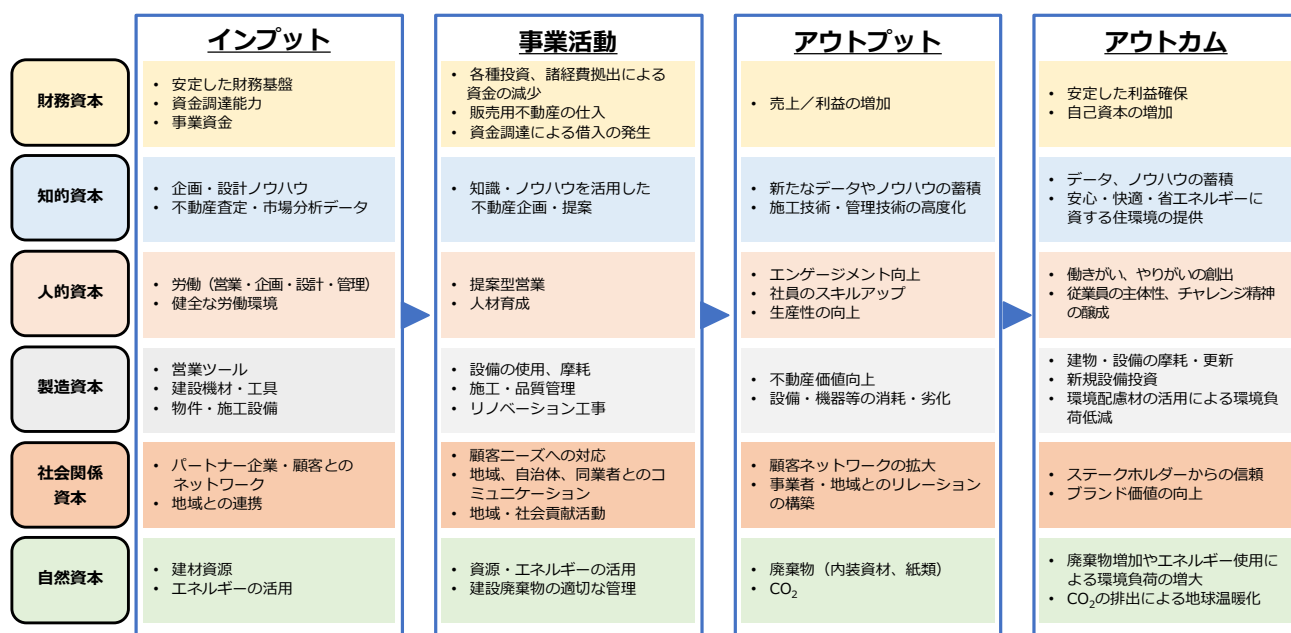 インプット
事業活動
アウトプット
アウトカム
財務資本
• 安定した財務基盤
• 資金調達能力
• 事業資金
• 各種投資、諸経費拠出による
資金の減少
• 販売用不動産の仕入
• 資金調達による借入の発生
• 売上／利益の増加
• 安定した利益確保
• 自己資本の増加
知的資本
• 企画・設計ノウハウ
• 不動産査定・市場分析データ
• 知識・ノウハウを活用した
不動産企画・提案
• 新たなデータやノウハウの蓄積
• 施工技術・管理技術の高度化
• データ、ノウハウの蓄積
• 安心・快適・省エネルギーに
資する住環境の提供
人的資本
• 労働（営業・企画・設計・管理）
• 健全な労働環境
• 提案型営業
• 人材育成
• エンゲージメント向上
• 社員のスキルアップ
• 生産性の向上
• 働きがい、やりがいの創出
• 従業員の主体性、チャレンジ精神
の醸成
製造資本
• 営業ツール
• 建設機材・工具
• 物件・施工設備
• 設備の使用、摩耗
• 施工・品質管理
• リノベーション工事
• 不動産価値向上
• 設備・機器等の消耗・劣化
• 建物・設備の摩耗・更新
• 新規設備投資
• 環境配慮材の活用による環境負
荷低減
社会関係
資本
• パートナー企業・顧客との
ネットワーク
• 地域との連携
• 顧客ニーズへの対応
• 地域、自治体、同業者とのコ
ミュニケーション
• 地域・社会貢献活動
• 顧客ネットワークの拡大
• 事業者・地域とのリレーション
の構築
• ステークホルダーからの信頼
• ブランド価値の向上
自然資本
• 建材資源
• エネルギーの活用
• 資源・エネルギーの活用
• 建設廃棄物の適切な管理
• 廃棄物（内装資材、紙類）
• CO₂
• 廃棄物増加やエネルギー使用に
よる環境負荷の増大
• CO₂の排出による地球温暖化